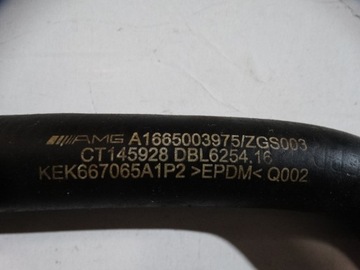 AMG A1665003975/ZGS003
CT145928 DBL6254.16
KEK667065A1P2 >EPDM< Q002